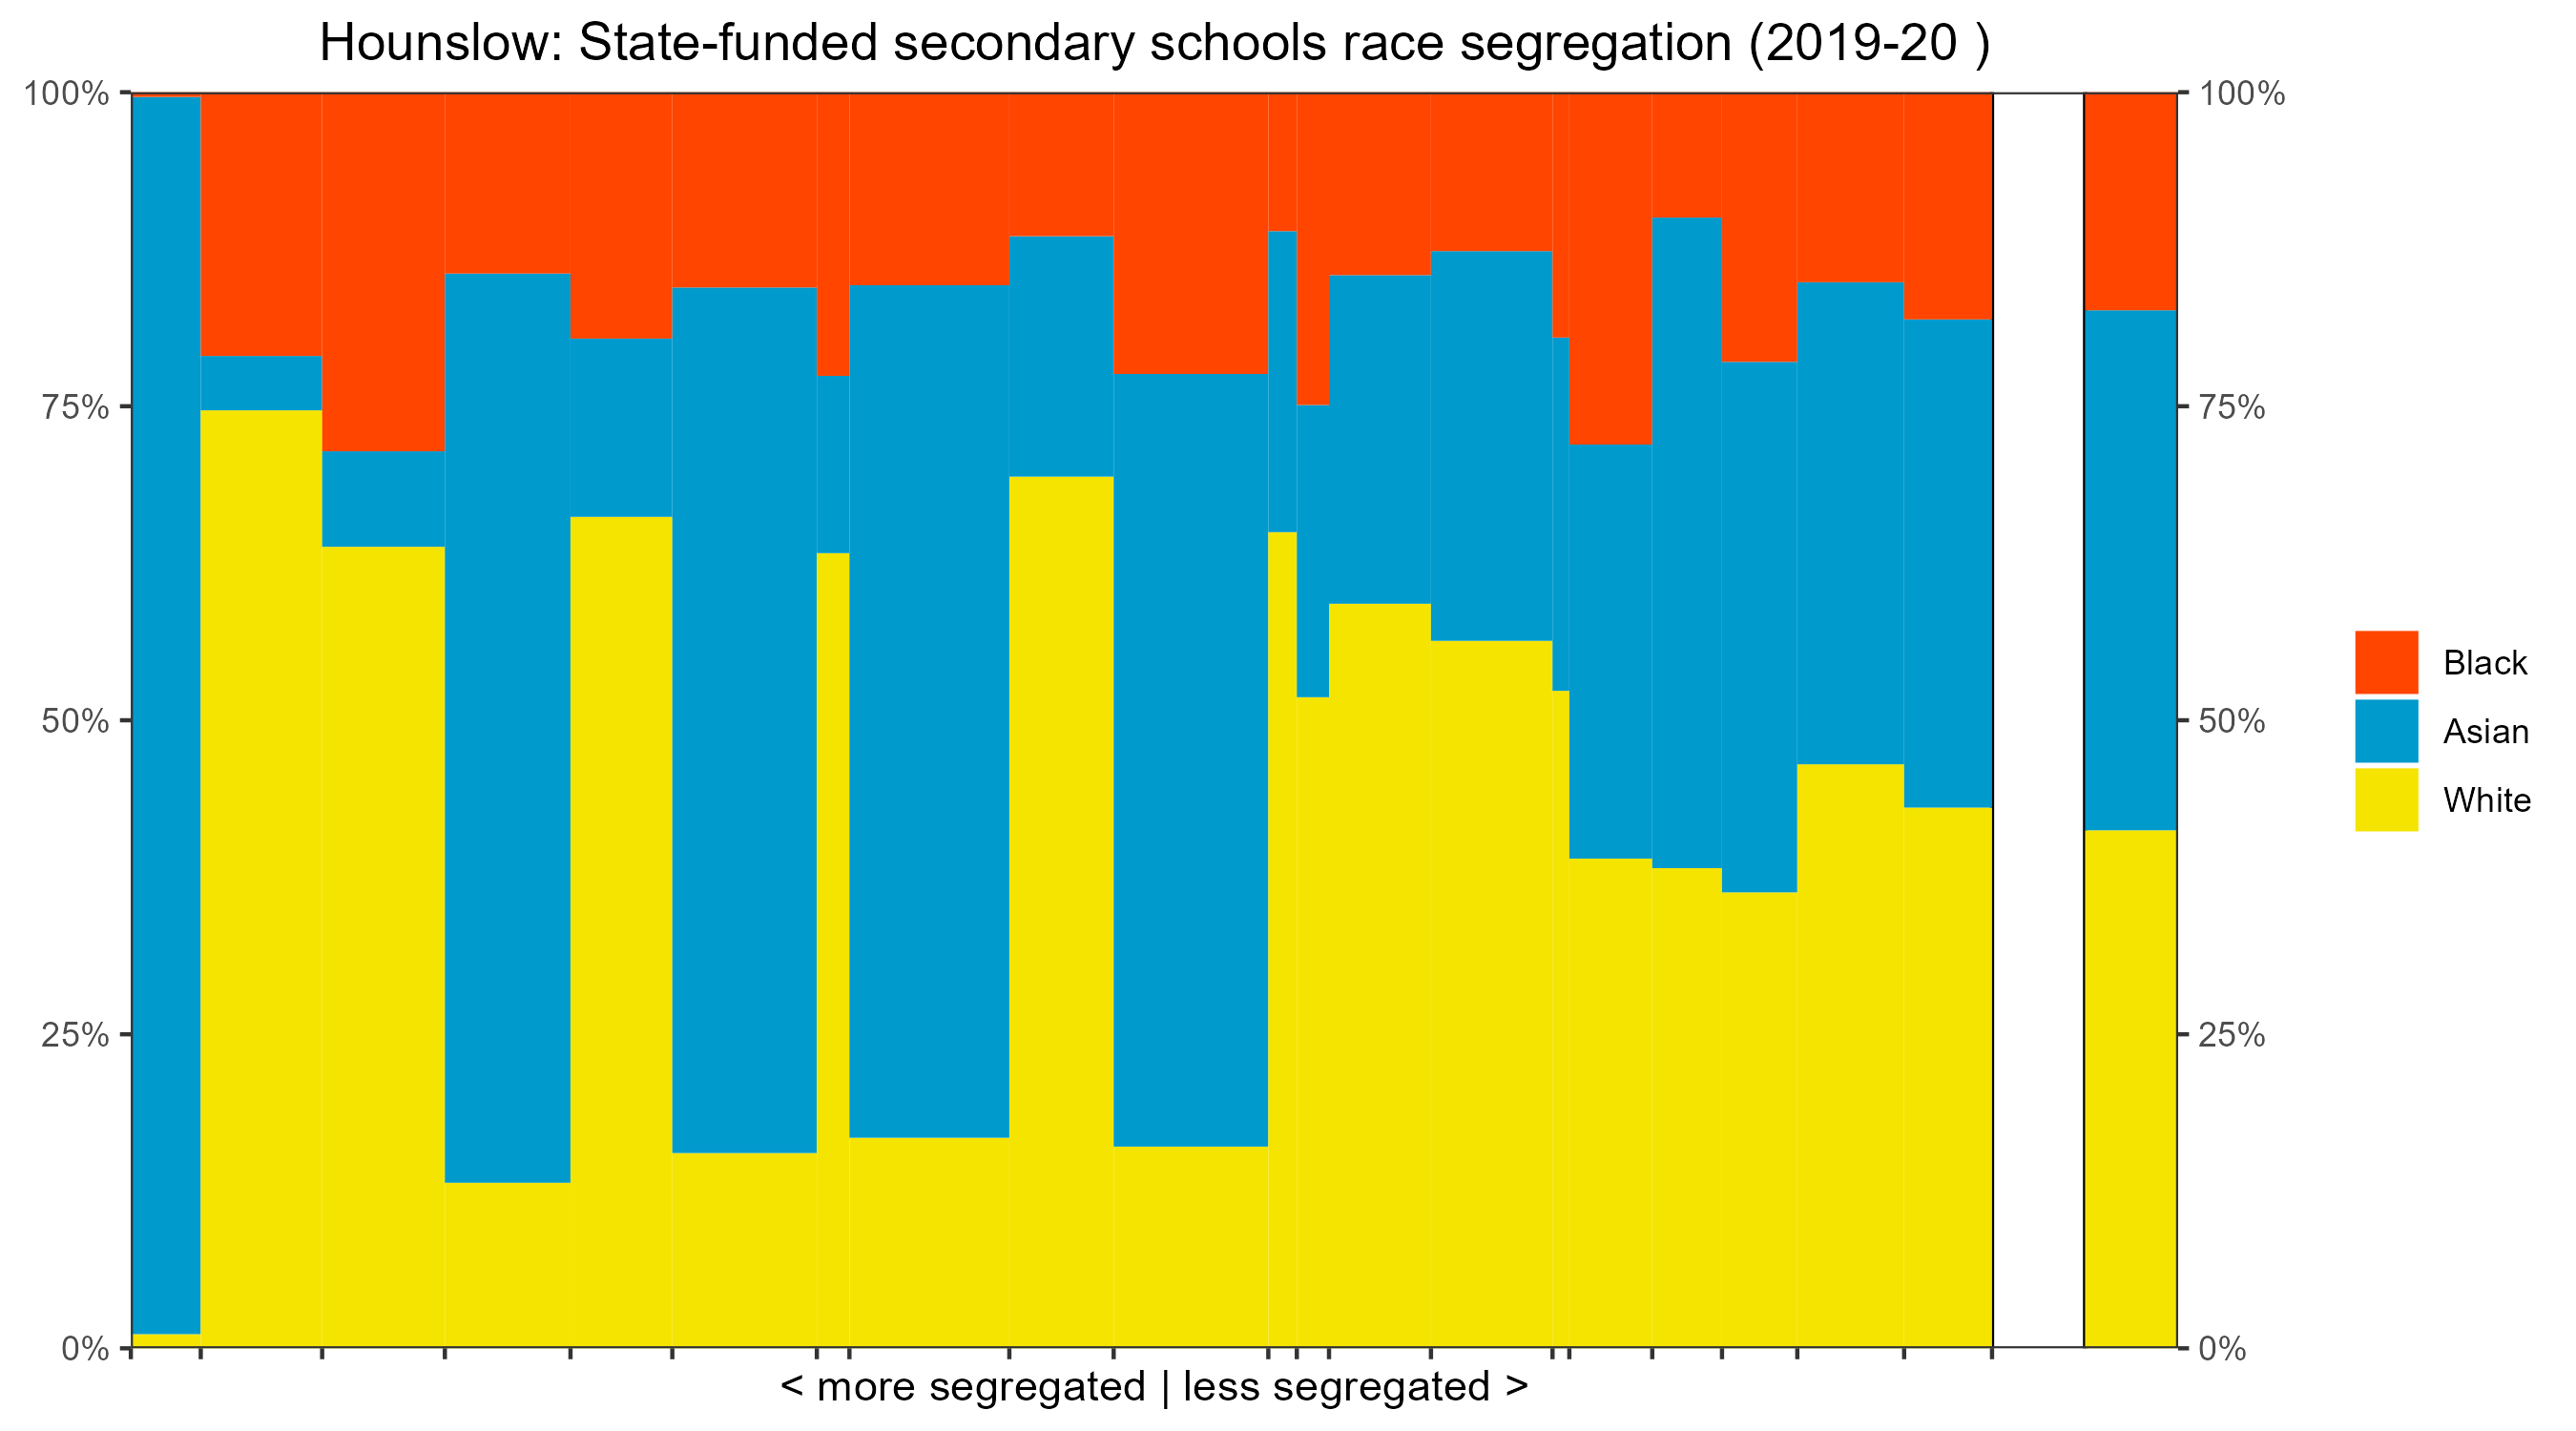 Hounslow: State-funded secondary schools race segregation (2019-20 )
100%
75%
50%
25%
0%
100%
75%
50%
25%
0%
Black
Asian
White
< more segregated | less segregated >